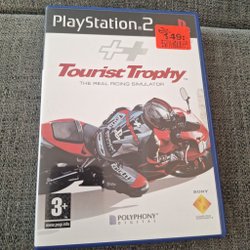 PlayStation 2
149:-
Tourist Trophy
THE REAL RIDING SIMULATOR
3+
www.pegi.info
POLYPHONY
DIGITAL
SONY